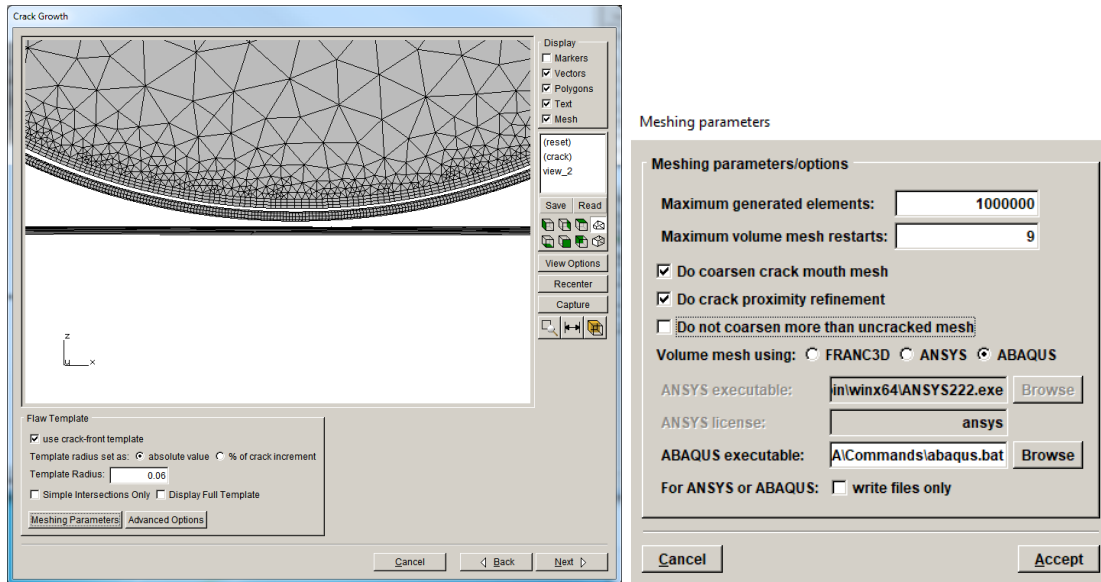 Crack Growth
Display
Markers
Vectors
Polygons
Text
Mesh
(reset)
(crack)
view_2
Save Read
View Options
Recenter
Capture
z
y x
Flaw Template
use crack-front template
Template radius set as: absolute value % of crack increment
Template Radius: 0.06
Simple Intersections Only Display Full Template
Meshing Parameters Advanced Options
Cancel Back Next
Meshing parameters
Meshing parameters/options
Maximum generated elements: 1000000
Maximum volume mesh restarts: 9
Do coarsen crack mouth mesh
Do crack proximity refinement
Do not coarsen more than uncracked mesh
Volume mesh using: FRANC3D ANSYS ABAQUS
ANSYS executable: in\winx64\ANSYS222.exe Browse
ANSYS license: ansys
ABAQUS executable: A\Commands\abaqus.bat Browse
For ANSYS or ABAQUS: write files only
Cancel Accept